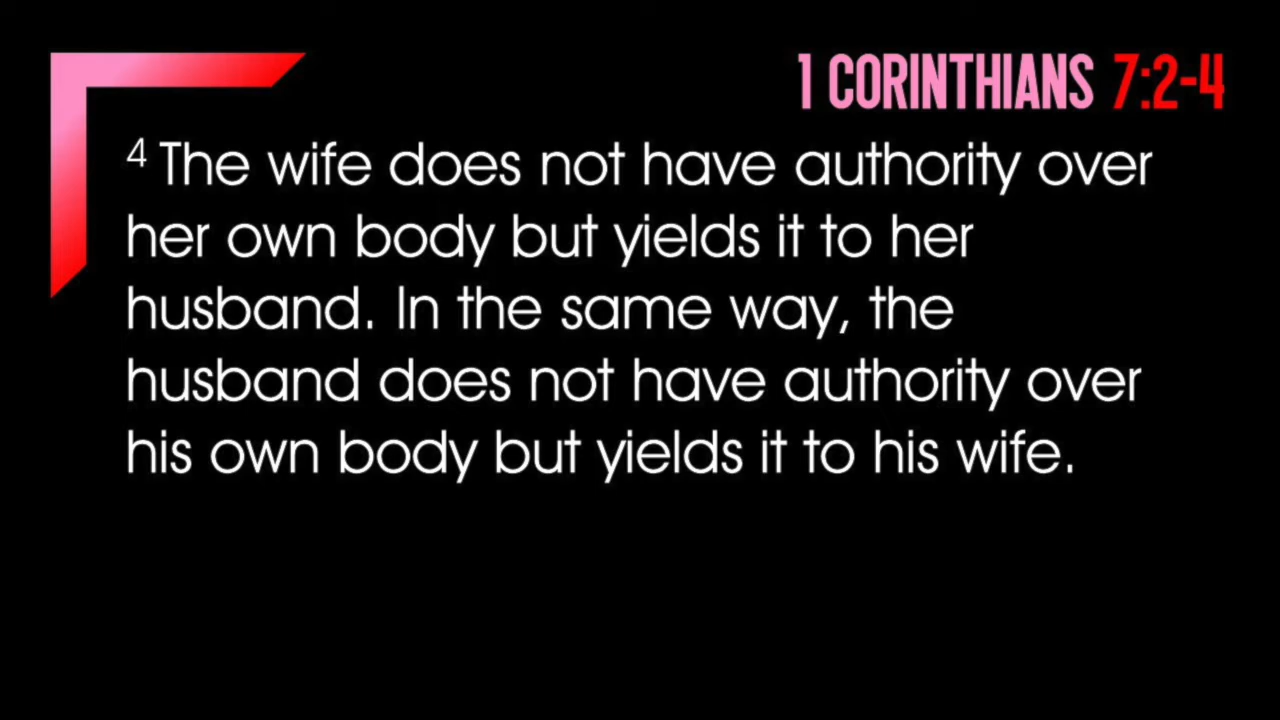 1 CORINTHIANS 7:2-4
4 The wife does not have authority over
her own body but yields it to her
husband. In the same way, the
husband does not have authority over
his own body but yields it to his wife.